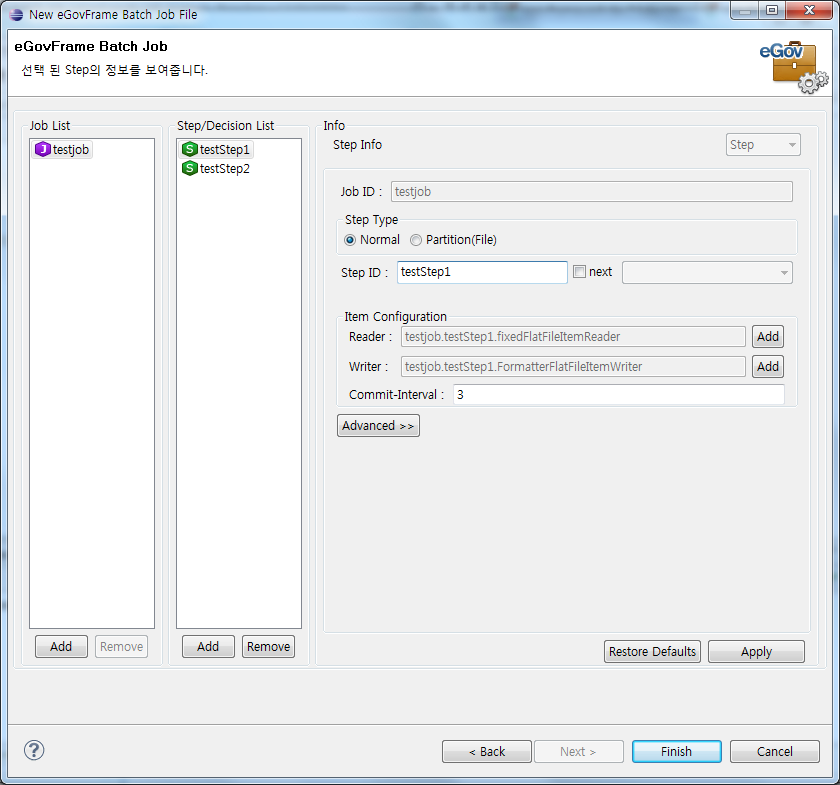 New eGovFrame Batch Job File
eGovFrame Batch Job
선택 된 Step의 정보를 보여줍니다.
eGov
Job List
testjob
Add
Remove
Step/Decision List
testStep1
testStep2
Add
Remove
Info
Step Info
Step
Job ID :
testjob
Step Type
Normal
Partition(File)
Step ID :
testStep1
next
Item Configuration
Reader :
testjob.testStep1.fixedFlatFileItemReader
Add
Writer :
testjob.testStep1.FormatterFlatFileItemWriter
Add
Commit-Interval :
3
Advanced >>
Restore Defaults
Apply
< Back
Next >
Finish
Cancel